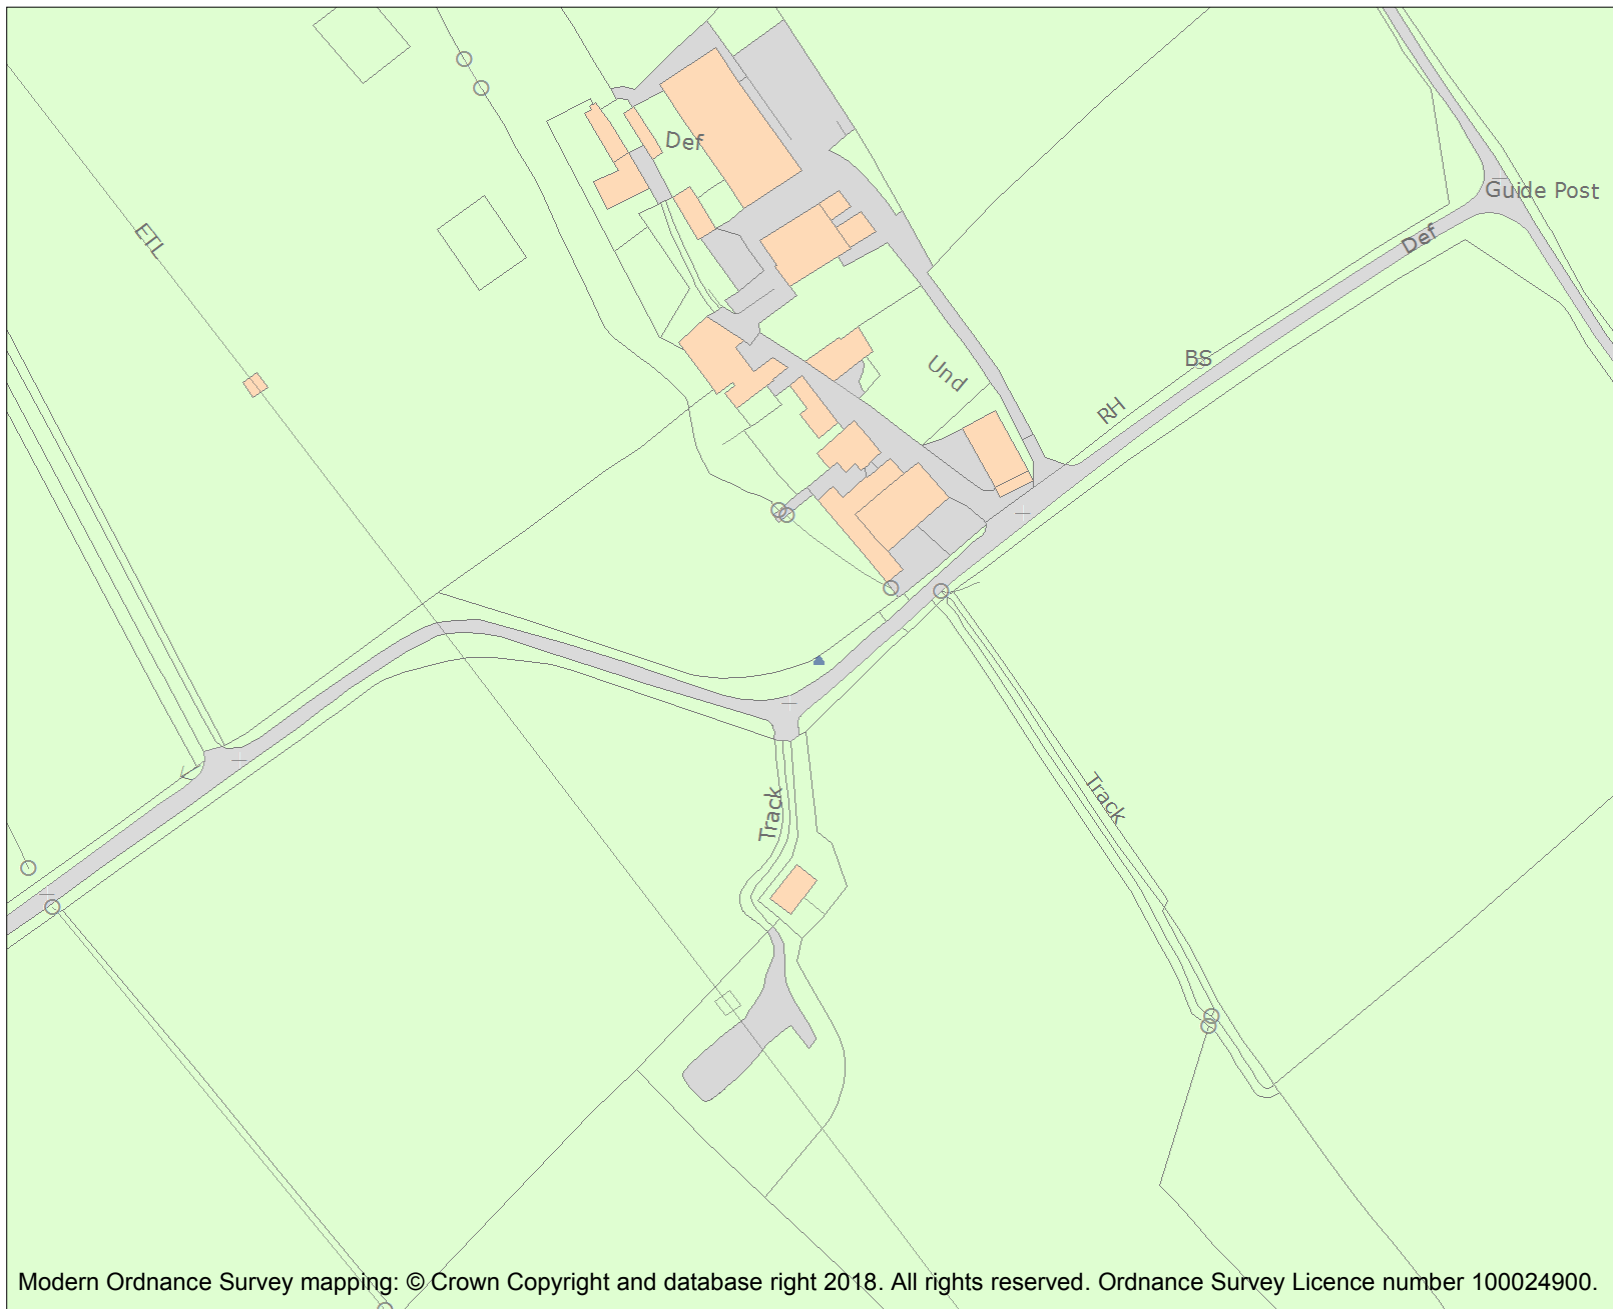 Def
Guide Post
ETL
Def
BS
Und
RH
Track
Track
Modern Ordnance Survey mapping: © Crown Copyright and database right 2018. All rights reserved. Ordnance Survey Licence number 100024900.